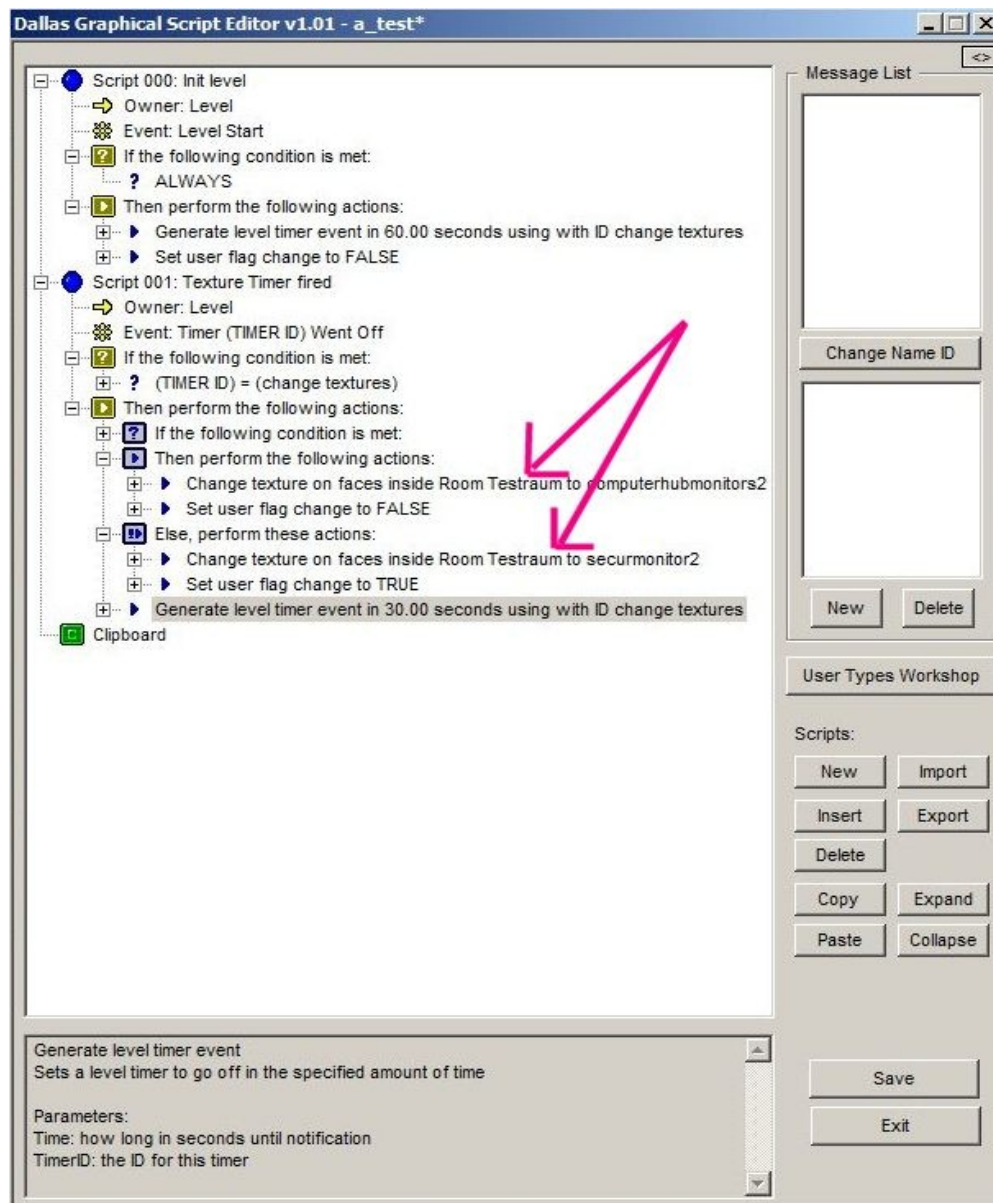 Dallas Graphical Script Editor v1.01 - a_test*
<>
Script 000: Init level
Owner: Level
Event: Level Start
If the following condition is met:
ALWAYS
Then perform the following actions:
Generate level timer event in 60.00 seconds using with ID change textures
Set user flag change to FALSE
Script 001: Texture Timer fired
Owner: Level
Event: Timer (TIMER ID) Went Off
If the following condition is met:
(TIMER ID) = (change textures)
Then perform the following actions:
If the following condition is met:
Then perform the following actions:
Change texture on faces inside Room Testraum to computerhubmonitors2
Set user flag change to FALSE
Else, perform these actions:
Change texture on faces inside Room Testraum to securmonitor2
Set user flag change to TRUE
Generate level timer event in 30.00 seconds using with ID change textures
Clipboard
Message List
Change Name ID
New Delete
User Types Workshop
Scripts:
New Import
Insert Export
Delete
Copy Expand
Paste Collapse
Generate level timer event
Sets a level timer to go off in the specified amount of time
Parameters:
Time: how long in seconds until notification
TimerID: the ID for this timer
Save
Exit